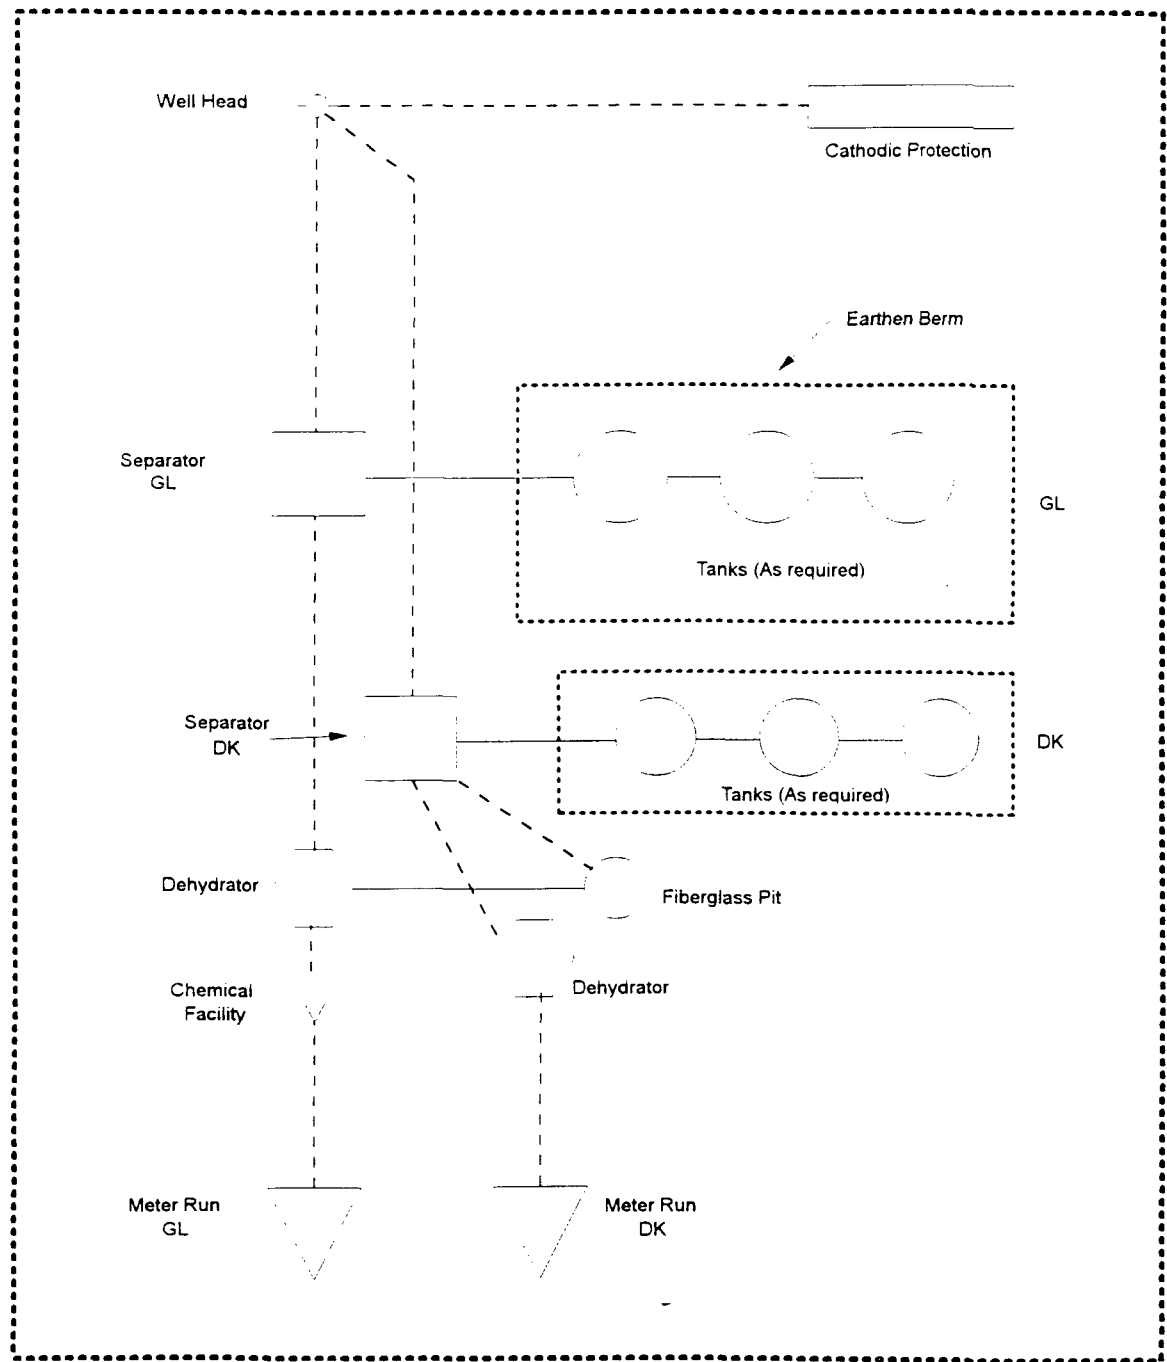 Well Head
Cathodic Protection
Earthen Berm
Separator
GL
GL
Tanks (As required)
Separator
DK
DK
Tanks (As required)
Dehydrator
Fiberglass Pit
Chemical
Facility
Dehydrator
Meter Run
GL
Meter Run
DK